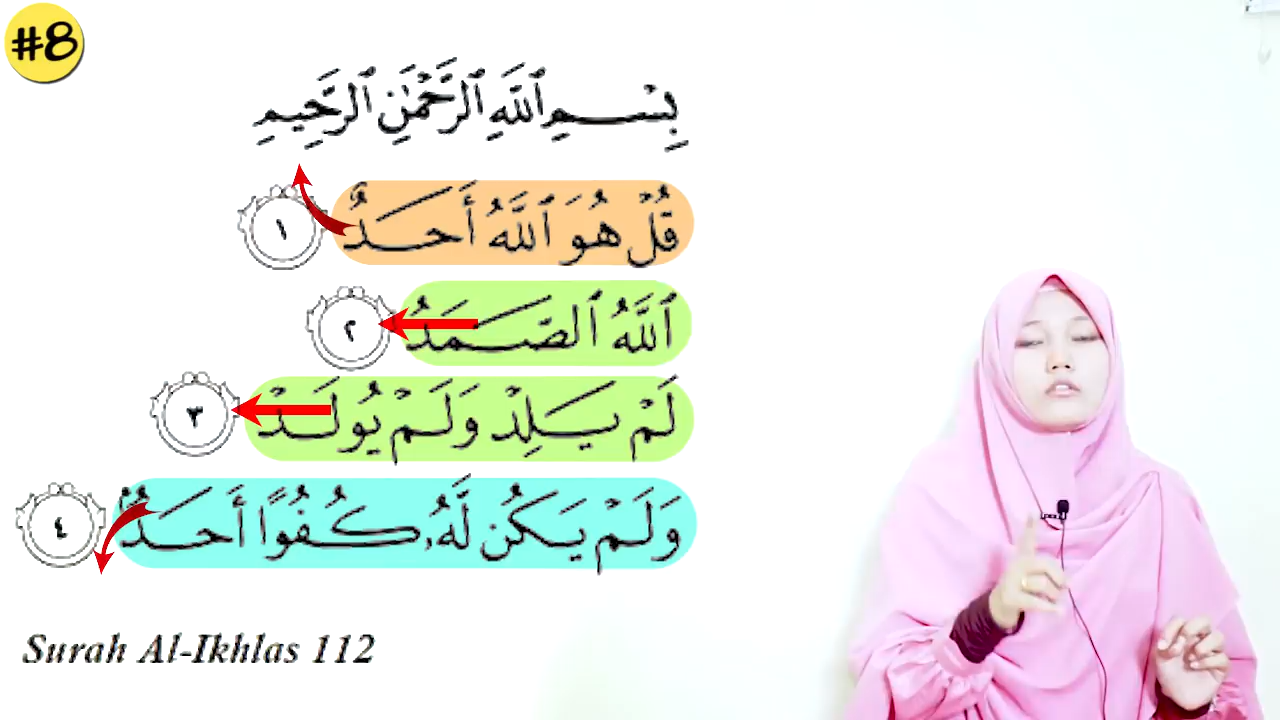 #8
بِسْمِ ٱللَّهِ ٱلرَّحْمَٰنِ ٱلرَّحِيمِ
قُلْ هُوَ ٱللَّهُ أَحَدٌ ١
ٱللَّهُ ٱلصَّمَدُ ٢
لَمْ يَلِدْ وَلَمْ يُولَدْ ٣
وَلَمْ يَكُن لَّهُۥ كُفُوًا أَحَدٌۢ ٤
Surah Al-Ikhlas 112